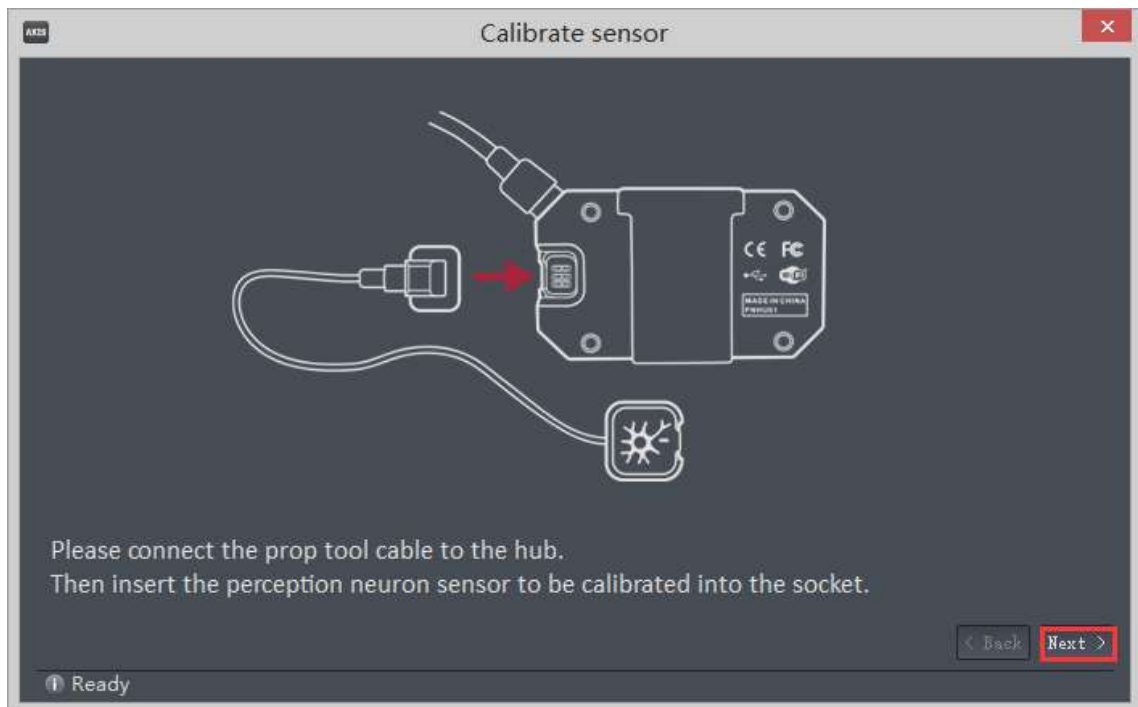 AXIS
Calibrate sensor
CE FC
MADE IN CHINA
PNHUB1
Please connect the prop tool cable to the hub.
Then insert the perception neuron sensor to be calibrated into the socket.
< Back
Next >
Ready